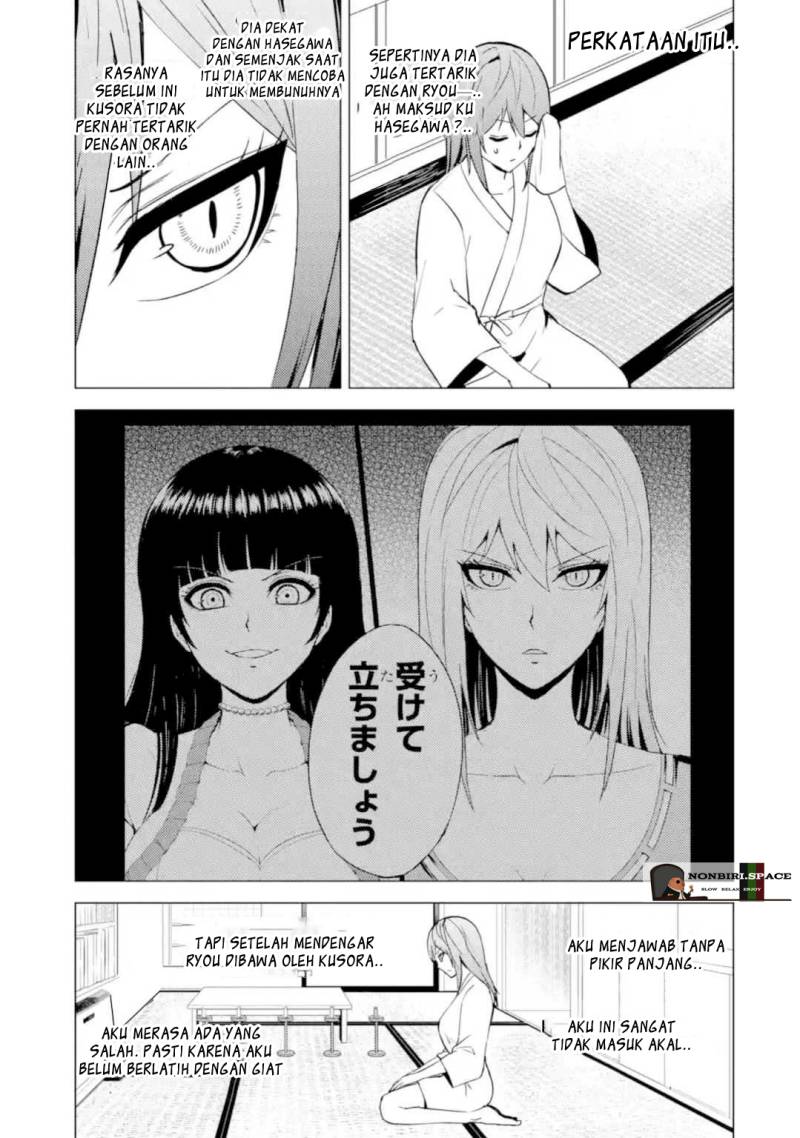 PERKATAAN ITU..
SEPERTINYA DIA
JUGA TERTARIK
DENGAN RYOU—..
AH MAKSUD KU
HASEGAWA ?..
DIA DEKAT
DENGAN HASEGAWA
DAN SEMENJAK SAAT
ITU DIA TIDAK MENCOBA
UNTUK MEMBUNUHNYA
RASANYA
SEBELUM INI
KUSORA TIDAK
PERNAH TERTARIK
DENGAN ORANG
LAIN..
受けて
う
立ちましょう
た
NONBIRI.SPACE
SLOW RELAX ENJOY
AKU MENJAWAB TANPA
PIKIR PANJANG..
AKU INI SANGAT
TIDAK MASUK AKAL..
TAPI SETELAH MENDENGAR
RYOU DIBAWA OLEH KUSORA..
AKU MERASA ADA YANG
SALAH. PASTI KARENA AKU
BELUM BERLATIH DENGAN GIAT